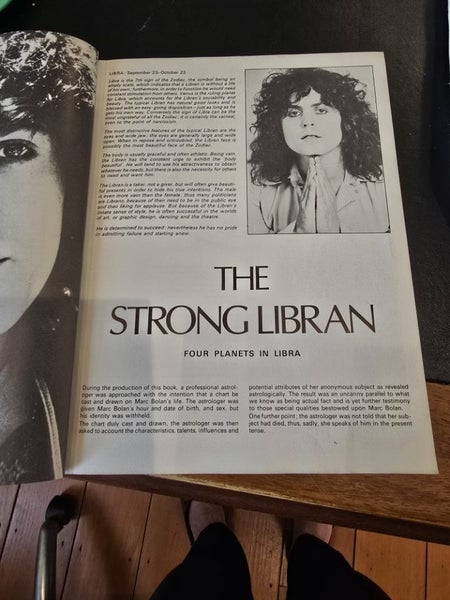 LIBRA - September 23-October 23
Libra is the 7th sign of the Zodiac, the symbol being an
empty scale, which indicates that a Libran is without a life
of his own, furthermore, in order to function he would need
constant stimulation from others. Venus is the ruling planet
for Libra, which accounts for the Libran's sociability and
beauty. The typical Libran has natural good looks and is
blessed with an easy-going disposition—just as long as he
gets his own way. Conversely the sign of Libra can be the
most ungrateful of all the Zodiac; it is certainly the vainest,
even to the point of narcissism.
The most distinctive features of the typical Libran are the
eyes and wide jaw; the eyes are generally large and wide
open. When in repose and untroubled, the Libran face is
possibly the most beautiful face of the Zodiac.
The body is usually graceful and often athletic. Being vain,
the Libran has the constant urge to exhibit the 'body
beautiful'. He will tend to use his attractiveness to obtain
whatever he needs, but there is also the necessity for others
to need and want him.
The Libran is a taker, not a giver, but will often give beauti-
ful presents in order to hide his true intentions. The male
is even more vain than the female, thus many politicians
are Librans, because of their need to be in the public eye
and their liking for applause. But because of the Libran's
innate sense of style, he is often successful in the worlds
of art, or graphic design, dancing and the theatre.
He is determined to succeed; nevertheless he has no pride
in admitting failure and starting anew.
THE
STRONG LIBRAN
FOUR PLANETS IN LIBRA
During the production of this book, a professional astrol-
oger was approached with the intention that a chart be
cast and drawn on Marc Bolan's life. The astrologer was
given Marc Bolan's hour and date of birth, and sex, but
his identity was withheld.
The chart duly cast and drawn, the astrologer was then
asked to account the characteristics, talents, influences and
potential attributes of her anonymous subject as revealed
astrologically. The result was an uncanny parallel to what
we know as being actual fact and is yet further testimony
to those special qualities bestowed upon Marc Bolan.
One further point; the astrologer was not told that her sub-
ject had died, thus, sadly, she speaks of him in the present
tense.